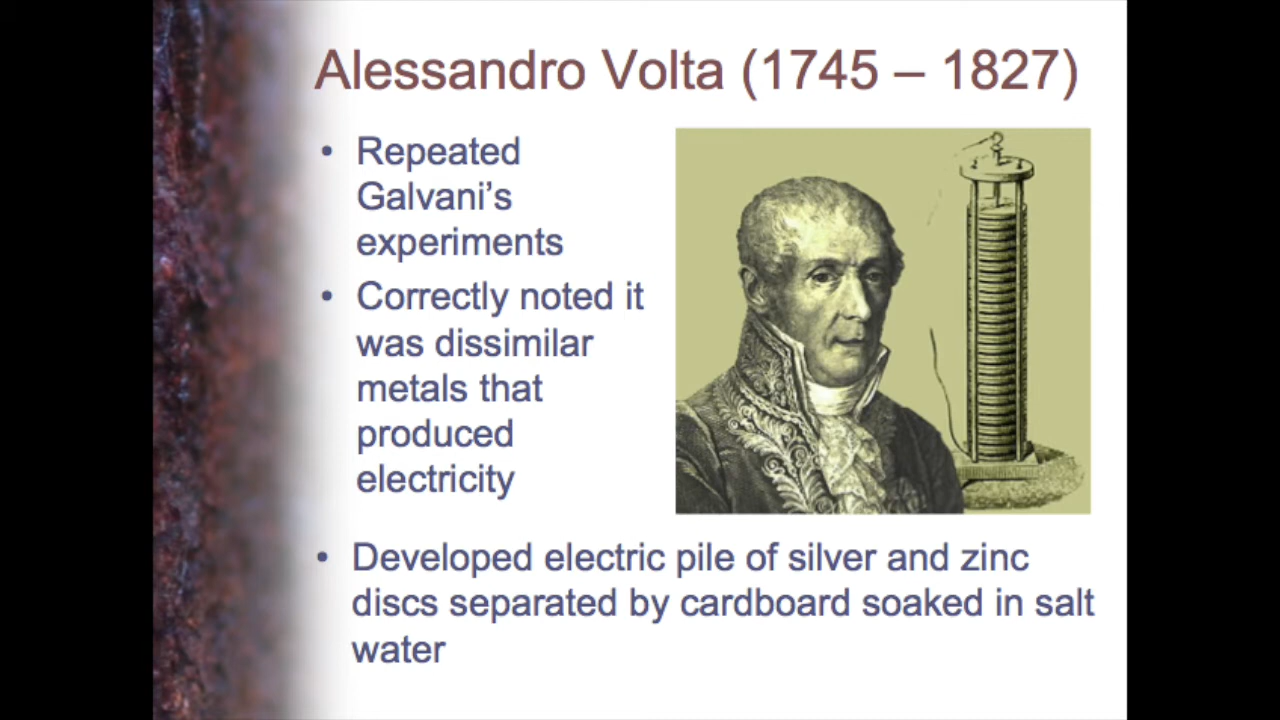 Alessandro Volta (1745 – 1827)
• Repeated
Galvani’s
experiments
• Correctly noted it
was dissimilar
metals that
produced
electricity
• Developed electric pile of silver and zinc
discs separated by cardboard soaked in salt
water